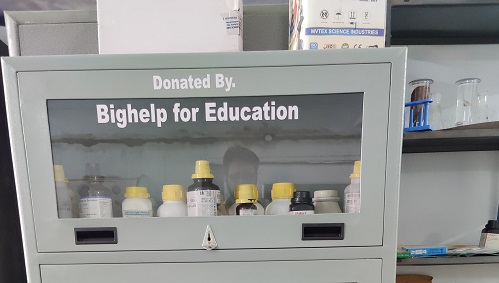 MVTEX SCIENCE INDUSTRIES
Donated By.
Bighelp for Education